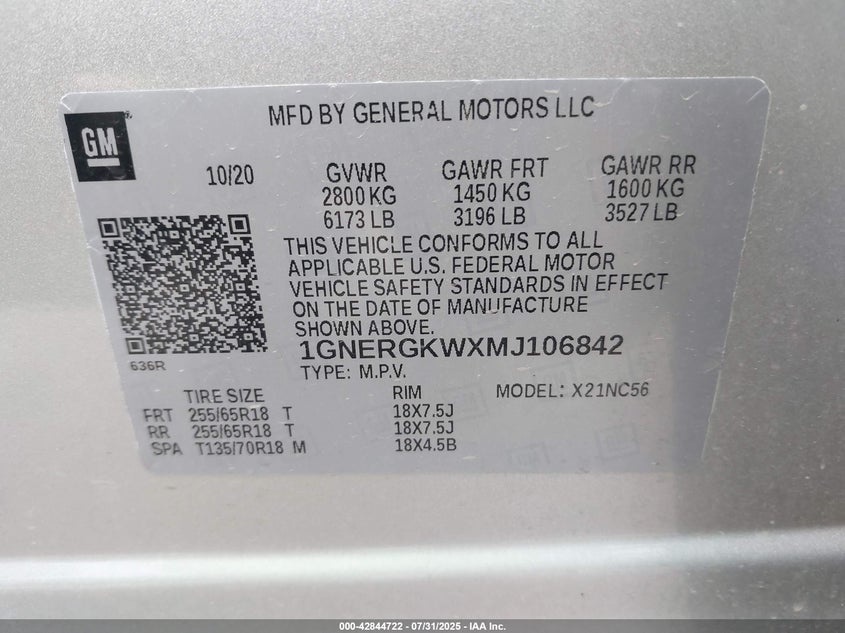 MFD BY GENERAL MOTORS LLC
GM
10/20
GVWR GAWR FRT GAWR RR
2800 KG 1450 KG 1600 KG
6173 LB 3196 LB 3527 LB
THIS VEHICLE CONFORMS TO ALL
APPLICABLE U.S. FEDERAL MOTOR
VEHICLE SAFETY STANDARDS IN EFFECT
ON THE DATE OF MANUFACTURE
SHOWN ABOVE.
1GNERGKWXMJ106842
636R
TYPE: M.P.V.
TIRE SIZE RIM MODEL: X21NC56
FRT 255/65R18 T 18X7.5J
RR 255/65R18 T 18X7.5J
SPA T135/70R18 M 18X4.5B
000-42844722 - 07/31/2025 - IAA Inc.